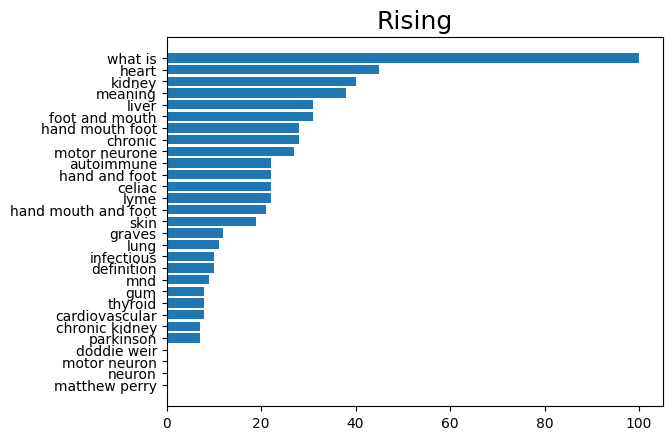 Rising
what is
heart
kidney
meaning
liver
foot and mouth
hand mouth foot
chronic
motor neurone
autoimmune
hand and foot
celiac
lyme
hand mouth and foot
skin
graves
lung
infectious
definition
mnd
gum
thyroid
cardiovascular
chronic kidney
parkinson
doddie weir
motor neuron
neuron
matthew perry
0 20 40 60 80 100